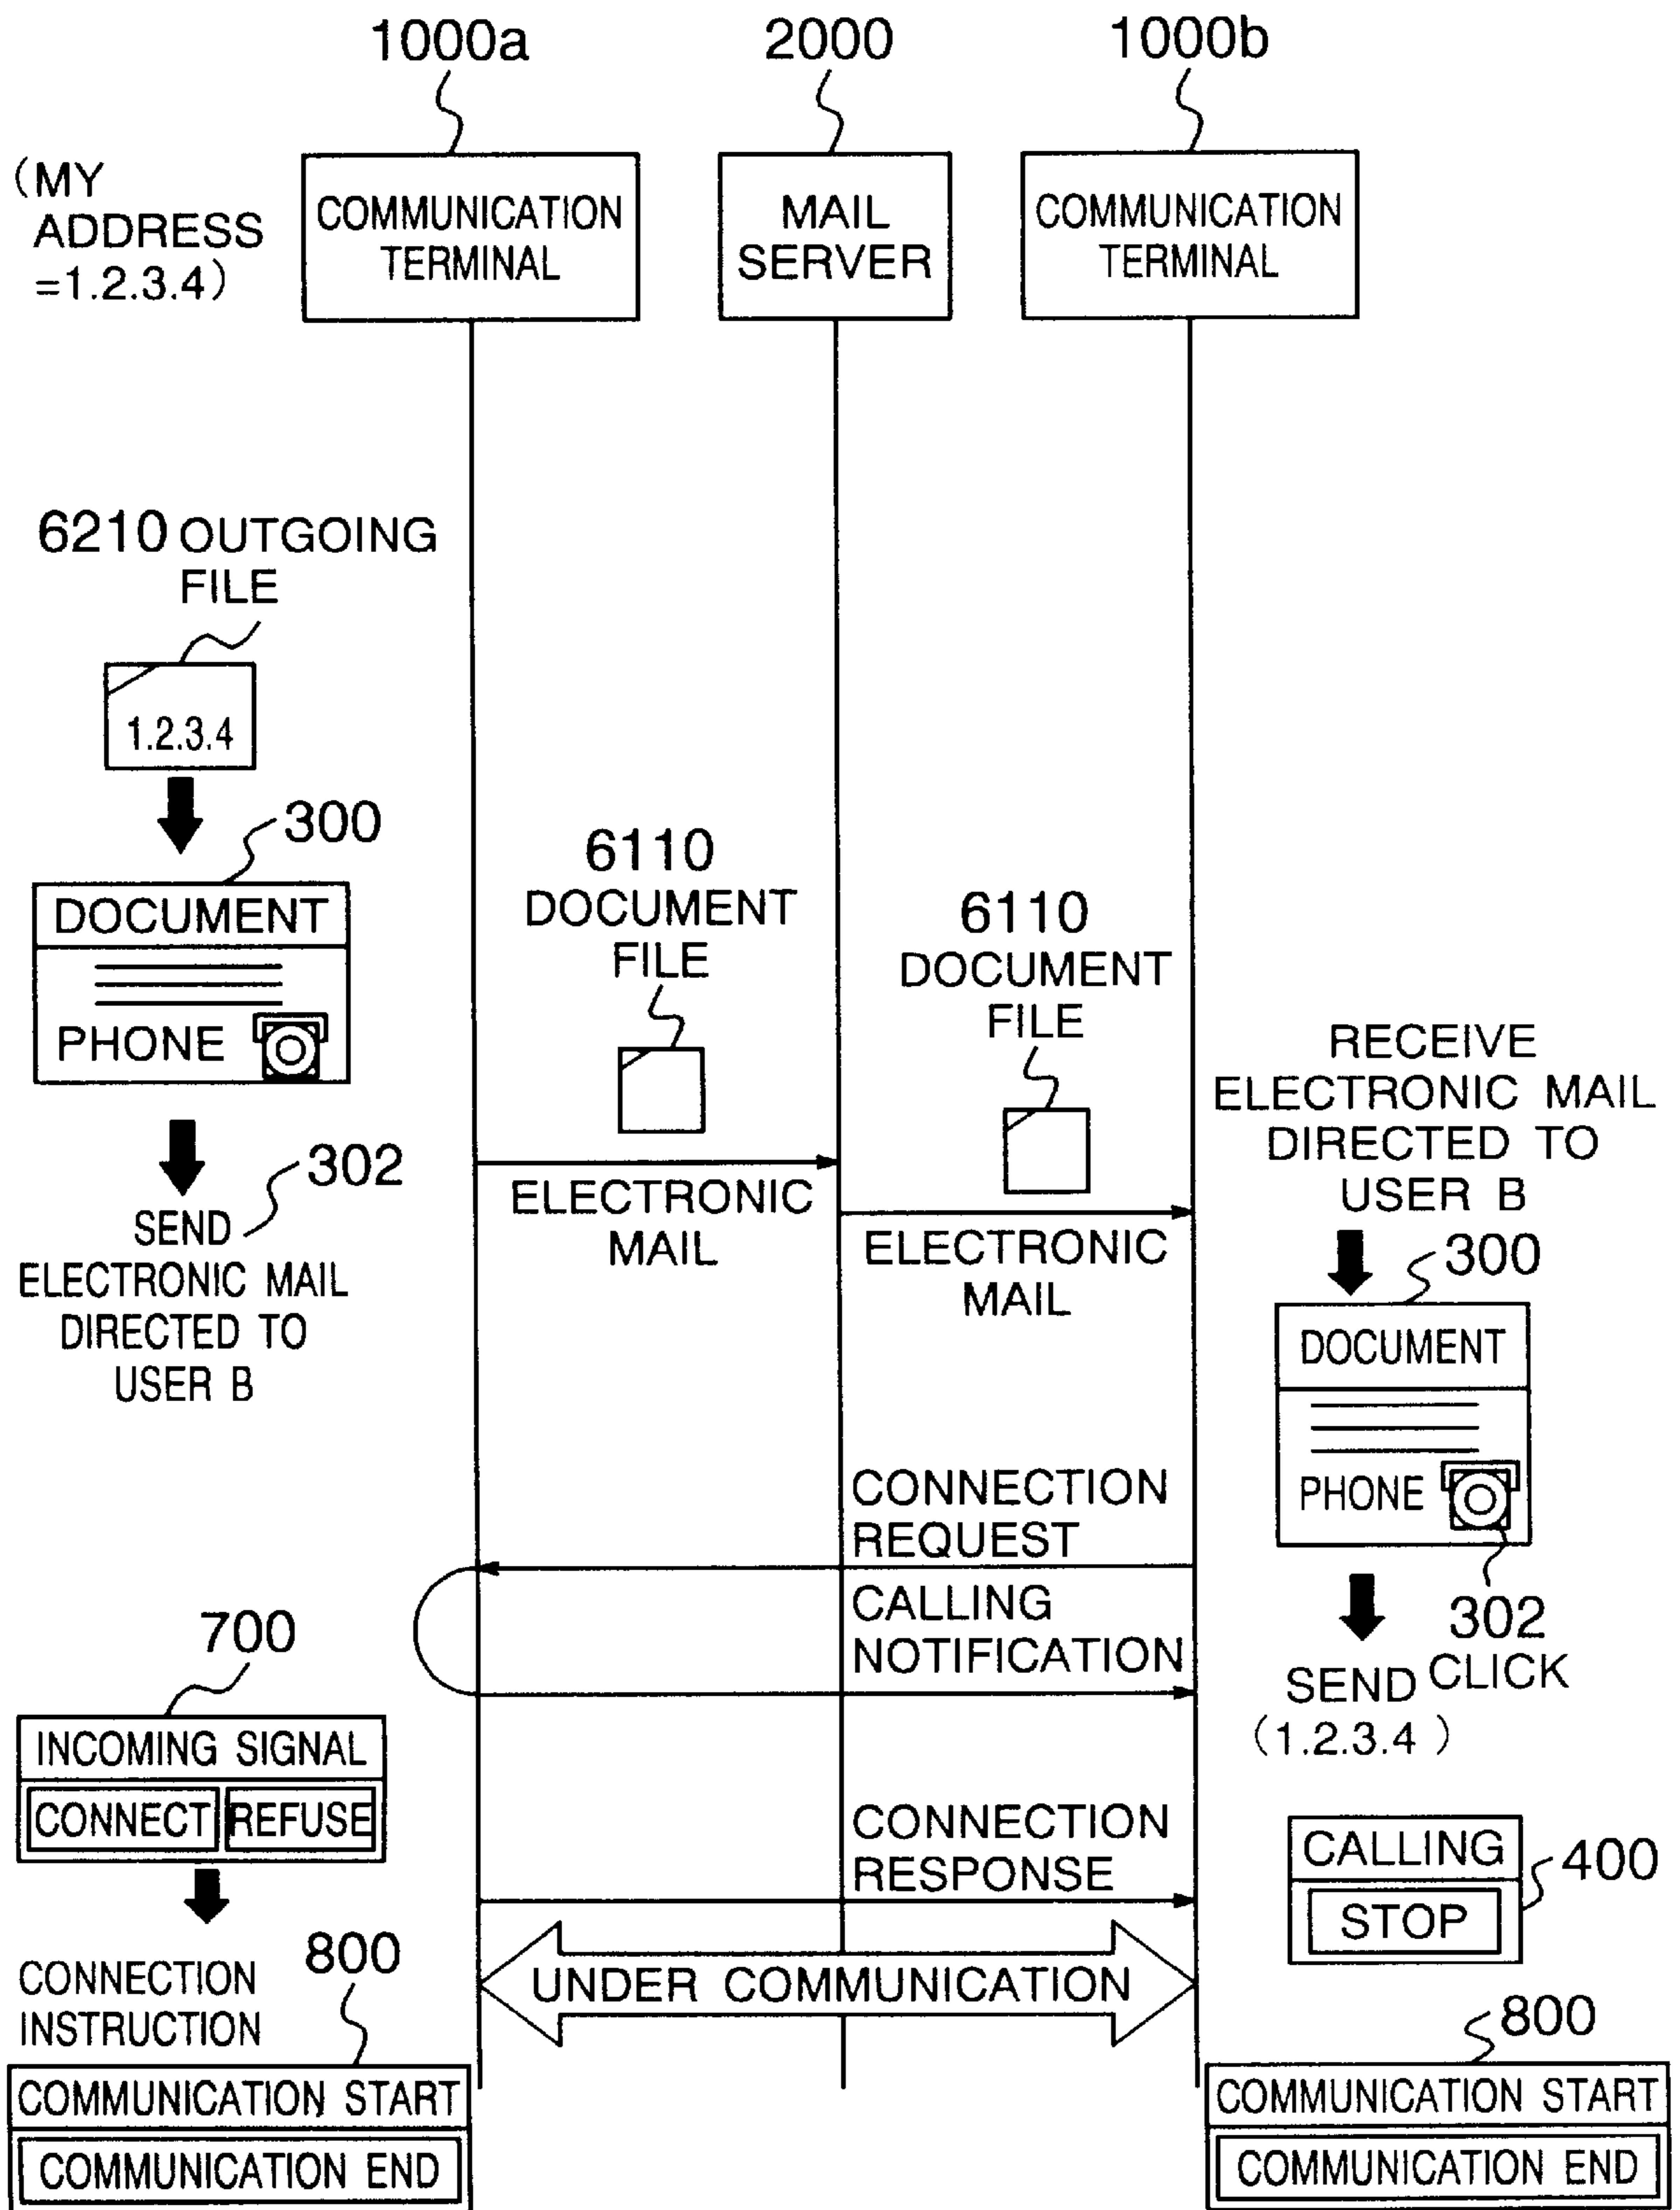 1000a
2000
1000b
(MY
ADDRESS
=1.2.3.4)
COMMUNICATION
TERMINAL
MAIL
SERVER
COMMUNICATION
TERMINAL
6210 OUTGOING
FILE
1.2.3.4
300
DOCUMENT
PHONE
302
SEND
ELECTRONIC MAIL
DIRECTED TO
USER B
6110
DOCUMENT
FILE
ELECTRONIC
MAIL
6110
DOCUMENT
FILE
ELECTRONIC
MAIL
RECEIVE
ELECTRONIC MAIL
DIRECTED TO
USER B
300
DOCUMENT
PHONE
302
CLICK
SEND
(1.2.3.4 )
CONNECTION
REQUEST
CALLING
NOTIFICATION
700
INCOMING SIGNAL
CONNECT
REFUSE
CONNECTION
RESPONSE
CALLING
400
STOP
CONNECTION
INSTRUCTION
800
UNDER COMMUNICATION
COMMUNICATION START
COMMUNICATION END
800
COMMUNICATION START
COMMUNICATION END